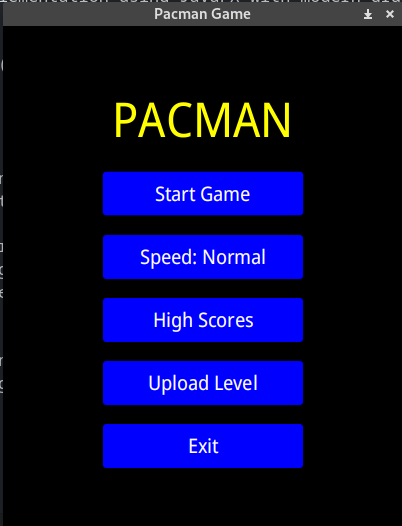 Pacman Game
PACMAN
Start Game
Speed: Normal
High Scores
Upload Level
Exit